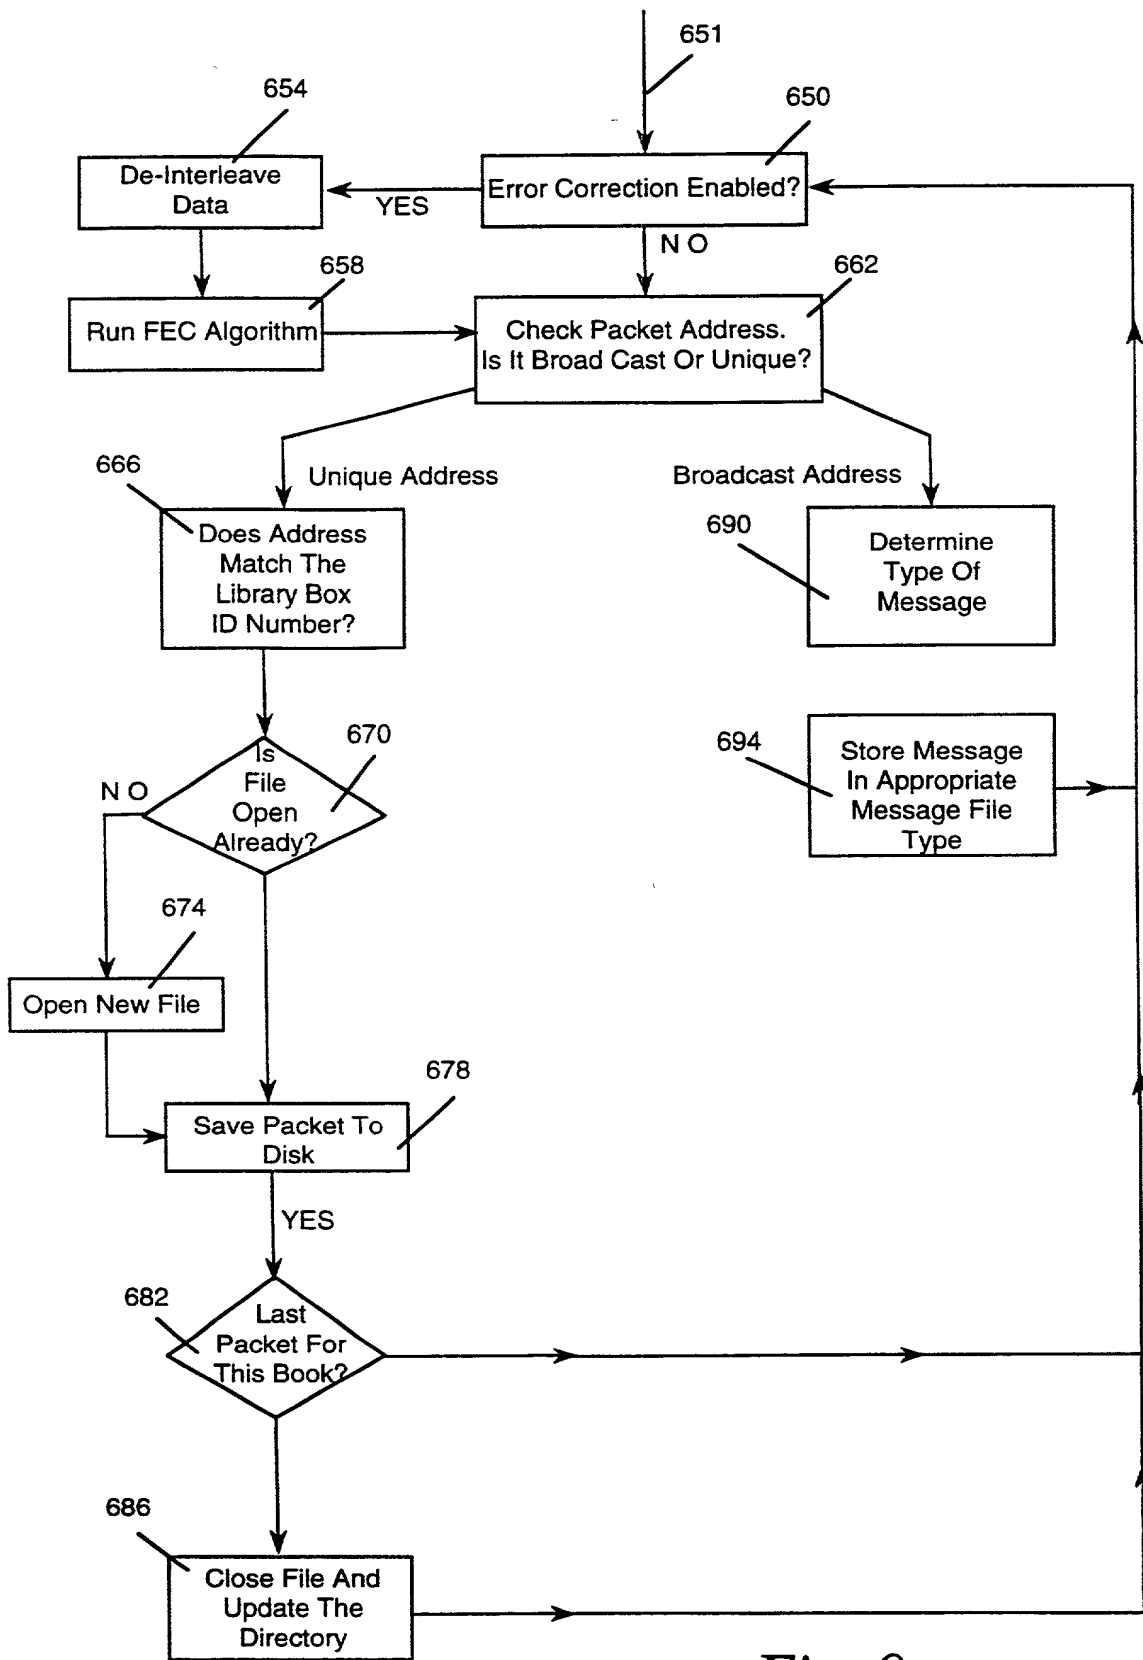 651
654
650
De-Interleave
Data
YES
Error Correction Enabled?
N O
658
662
Run FEC Algorithm
Check Packet Address.
Is It Broad Cast Or Unique?
666
Unique Address
Broadcast Address
Does Address
Match The
Library Box
ID Number?
690
Determine
Type Of
Message
670
Is
File
Open
Already?
N O
694
Store Message
In Appropriate
Message File
Type
674
Open New File
678
Save Packet To
Disk
YES
682
Last
Packet For
This Book?
686
Close File And
Update The
Directory